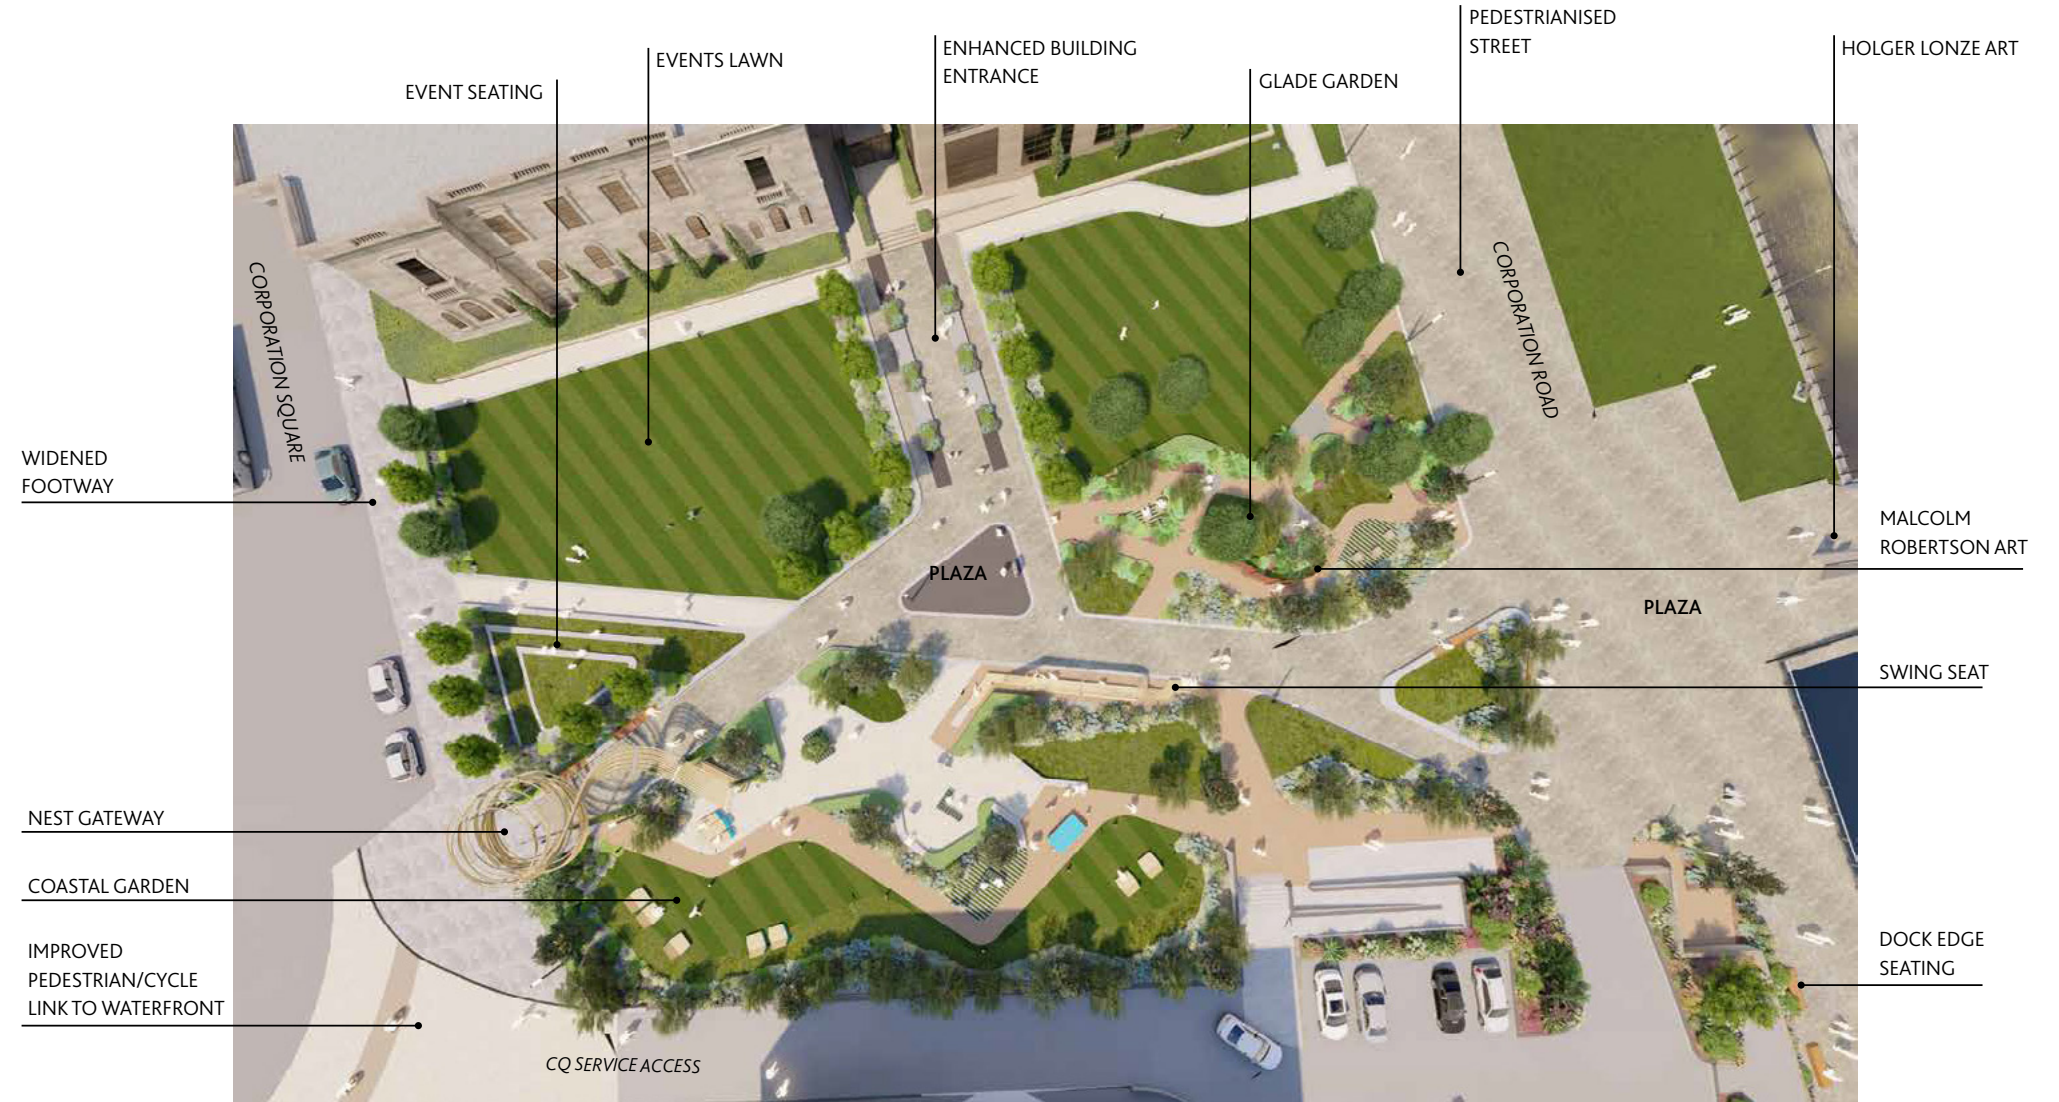 PEDESTRIANISED
STREET
ENHANCED BUILDING
ENTRANCE
HOLGER LONZE ART
EVENTS LAWN
GLADE GARDEN
EVENT SEATING
CORPORATION SQUARE
CORPORATION ROAD
WIDENED
FOOTWAY
MALCOLM
ROBERTSON ART
PLAZA
PLAZA
SWING SEAT
NEST GATEWAY
COASTAL GARDEN
IMPROVED
PEDESTRIAN/CYCLE
LINK TO WATERFRONT
DOCK EDGE
SEATING
CQ SERVICE ACCESS